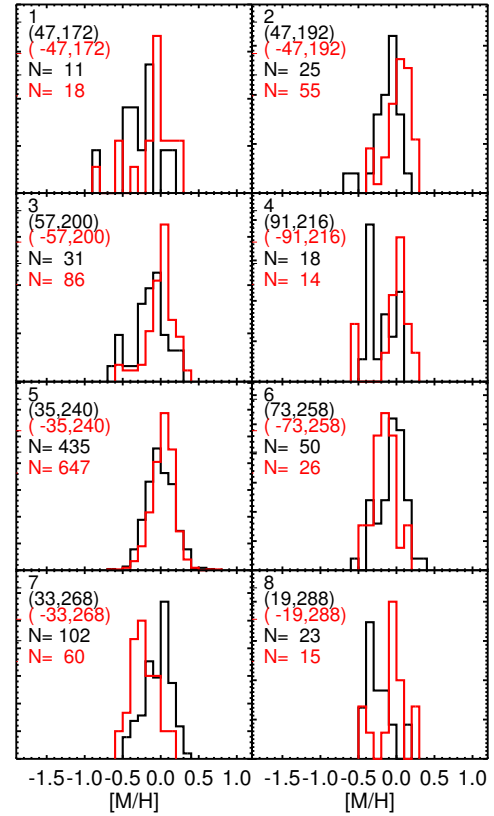 1
(47,172)
( -47,172)
N= 11
N= 18
2
(47,192)
( -47,192)
N= 25
N= 55
3
(57,200)
( -57,200)
N= 31
N= 86
4
(91,216)
( -91,216)
N= 18
N= 14
5
(35,240)
( -35,240)
N= 435
N= 647
6
(73,258)
( -73,258)
N= 50
N= 26
7
(33,268)
( -33,268)
N= 102
N= 60
8
(19,288)
( -19,288)
N= 23
N= 15
-1.5 -1.0 -0.5 0.0 0.5 1.0
-1.5 -1.0 -0.5 0.0 0.5 1.0
[M/H]
[M/H]